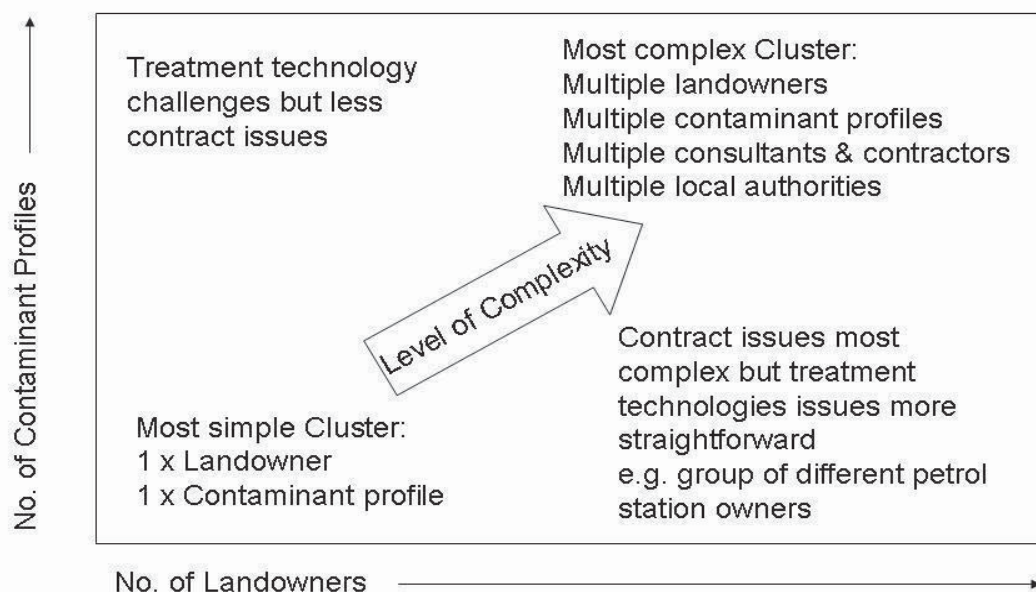 Treatment technology
challenges but less
contract issues
Most complex Cluster:
Multiple landowners
Multiple contaminant profiles
Multiple consultants & contractors
Multiple local authorities
Level of Complexity
Most simple Cluster:
1 x Landowner
1 x Contaminant profile
Contract issues most
complex but treatment
technologies issues more
straightforward
e.g. group of different petrol
station owners
No. of Contaminant Profiles
No. of Landowners